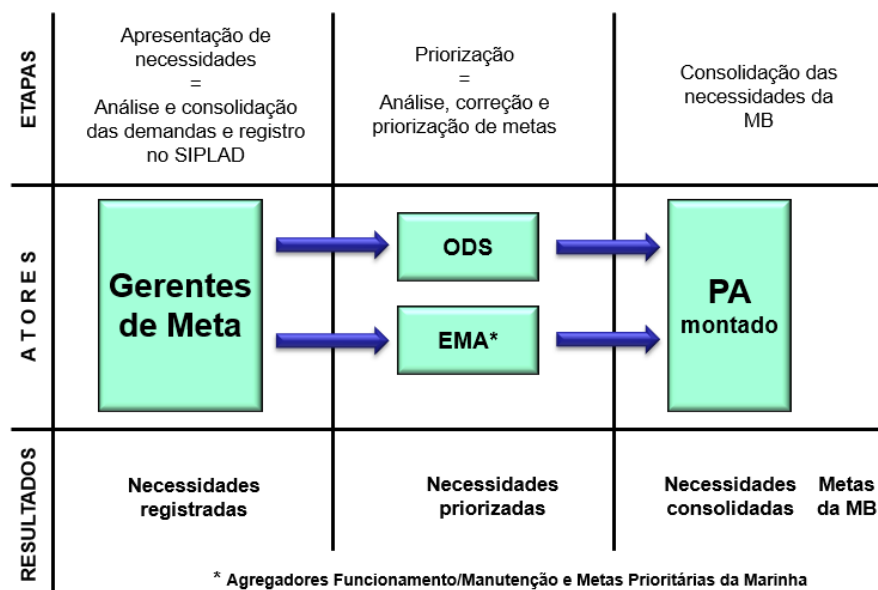 ETAPAS
Apresentação de
necessidades
=
Análise e consolidação
das demandas e registro
no SIPLAD
Priorização
=
Análise, correção e
priorização de metas
Consolidação das
necessidades da
MB
ATORES
Gerentes
de Meta
ODS
EMA*
PA
montado
RESULTADOS
Necessidades
registradas
Necessidades
priorizadas
Necessidades
consolidadas
Metas
da MB
* Agregadores Funcionamento/Manutenção e Metas Prioritárias da Marinha